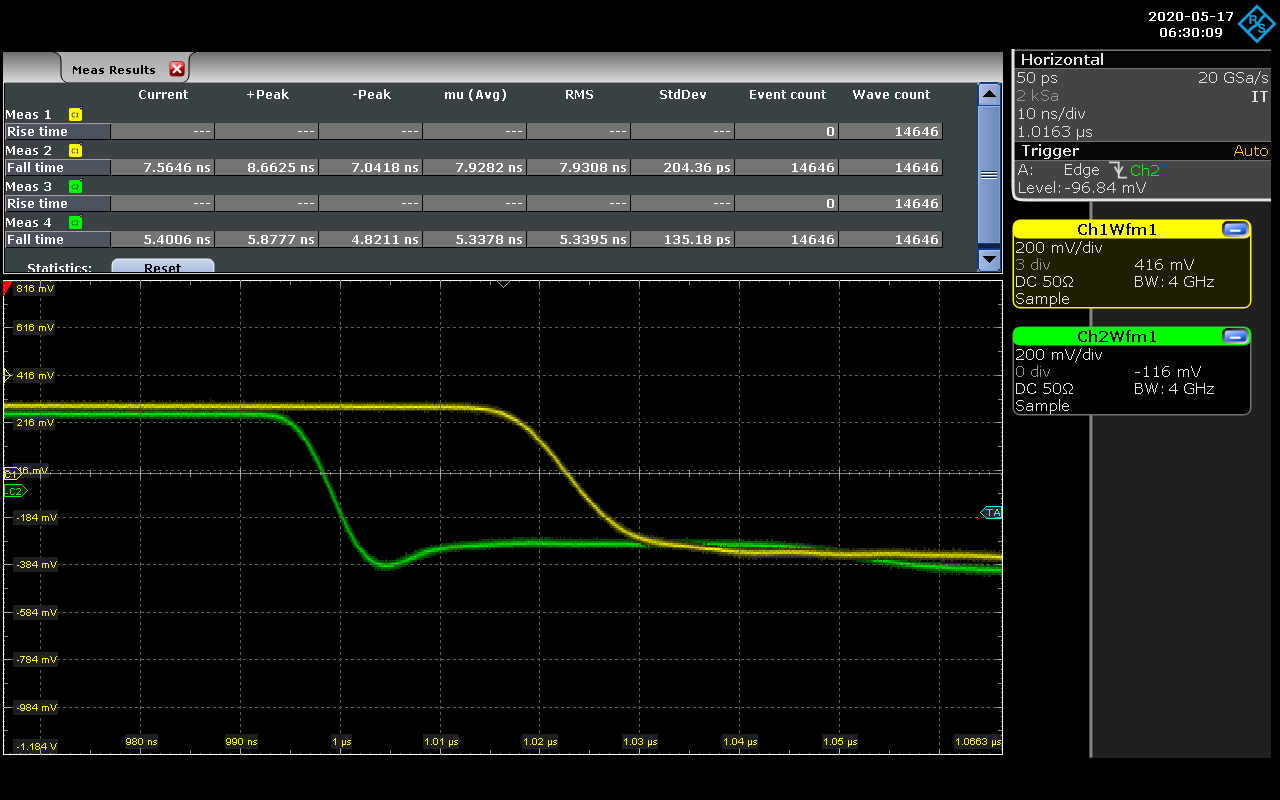 2020-05-17
06:30:09
R/S
Meas Results
Current +Peak -Peak mu (Avg) RMS StdDev Event count Wave count
Meas 1 C1
Rise time --- --- --- --- --- --- 0 14646
Meas 2 C1
Fall time 7.5646 ns 8.6625 ns 7.0418 ns 7.9282 ns 7.9308 ns 204.36 ps 14646 14646
Meas 3 C2
Rise time --- --- --- --- --- --- 0 14646
Meas 4 C2
Fall time 5.4006 ns 5.8777 ns 4.8211 ns 5.3378 ns 5.3395 ns 135.18 ps 14646 14646
Statistics: Reset
Horizontal
50 ps 20 GSa/s
2 kSa IT
10 ns/div
1.0163 µs
Trigger Auto
A: Edge Ch2
Level: -96.84 mV
Ch1Wfm1
200 mV/div
3 div 416 mV
DC 50Ω BW: 4 GHz
Sample
Ch2Wfm1
200 mV/div
0 div -116 mV
DC 50Ω BW: 4 GHz
Sample
816 mV
616 mV
416 mV
216 mV
C1 16 mV
C2
-184 mV
TA
-384 mV
-584 mV
-784 mV
-984 mV
-1.184 V
980 ns 990 ns 1 µs 1.01 µs 1.02 µs 1.03 µs 1.04 µs 1.05 µs 1.0663 µs